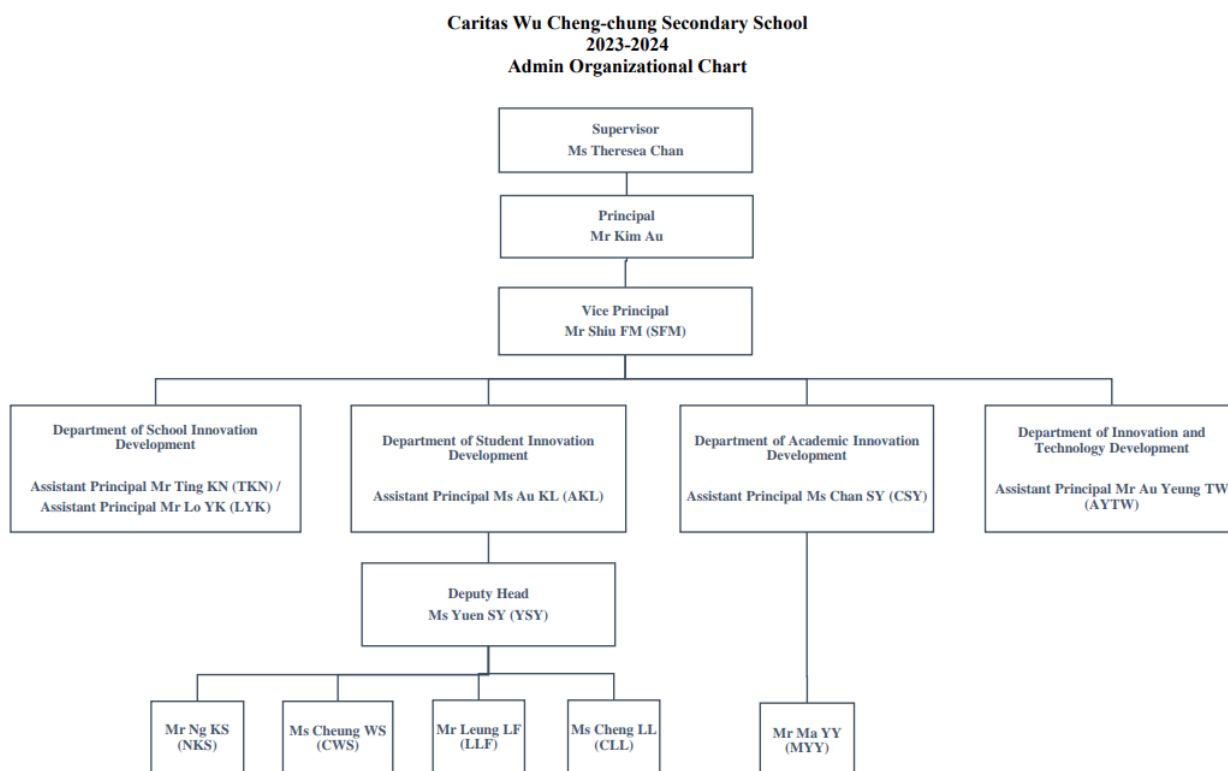 Caritas Wu Cheng-chung Secondary School
2023-2024
Admin Organizational Chart
Supervisor
Ms Theresea Chan
Principal
Mr Kim Au
Vice Principal
Mr Shiu FM (SFM)
Department of School Innovation
Development
Assistant Principal Mr Ting KN (TKN) /
Assistant Principal Mr Lo YK (LYK)
Department of Student Innovation
Development
Assistant Principal Ms Au KL (AKL)
Department of Academic Innovation
Development
Assistant Principal Ms Chan SY (CSY)
Department of Innovation and
Technology Development
Assistant Principal Mr Au Yeung TW
(AYTW)
Deputy Head
Ms Yuen SY (YSY)
Mr Ng KS
(NKS)
Ms Cheung WS
(CWS)
Mr Leung LF
(LLF)
Ms Cheng LL
(CLL)
Mr Ma YY
(MYY)